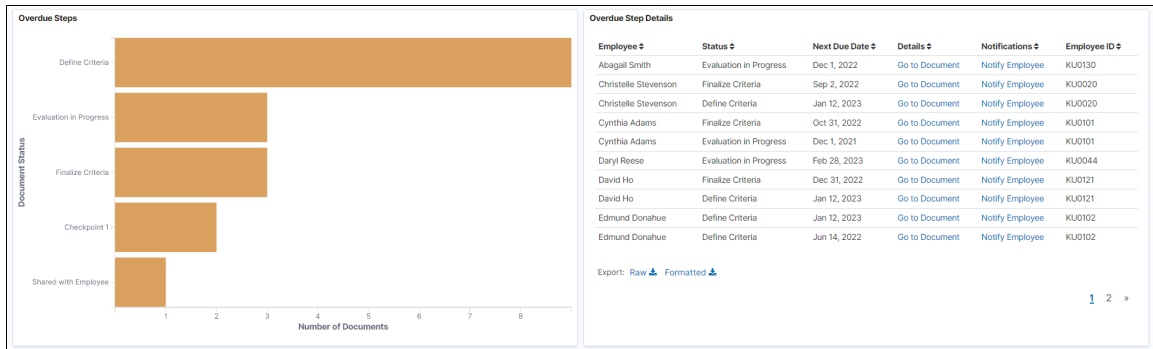 Overdue Steps
Define Criteria
Evaluation in Progress
Finalize Criteria
Checkpoint 1
Shared with Employee
Document Status
1 2 3 4 5 6 7 8
Number of Documents
Overdue Step Details
Employee Status Next Due Date Details Notifications Employee ID
Abagail Smith Evaluation in Progress Dec 1, 2022 Go to Document Notify Employee KU0130
Christelle Stevenson Finalize Criteria Sep 2, 2022 Go to Document Notify Employee KU0020
Christelle Stevenson Define Criteria Jan 12, 2023 Go to Document Notify Employee KU0020
Cynthia Adams Finalize Criteria Oct 31, 2022 Go to Document Notify Employee KU0101
Cynthia Adams Evaluation in Progress Dec 1, 2021 Go to Document Notify Employee KU0101
Daryl Reese Evaluation in Progress Feb 28, 2023 Go to Document Notify Employee KU0044
David Ho Finalize Criteria Dec 31, 2022 Go to Document Notify Employee KU0121
David Ho Define Criteria Jan 12, 2023 Go to Document Notify Employee KU0121
Edmund Donahue Define Criteria Jan 12, 2023 Go to Document Notify Employee KU0102
Edmund Donahue Define Criteria Jun 14, 2022 Go to Document Notify Employee KU0102
Export: Raw Formatted
1 2 »